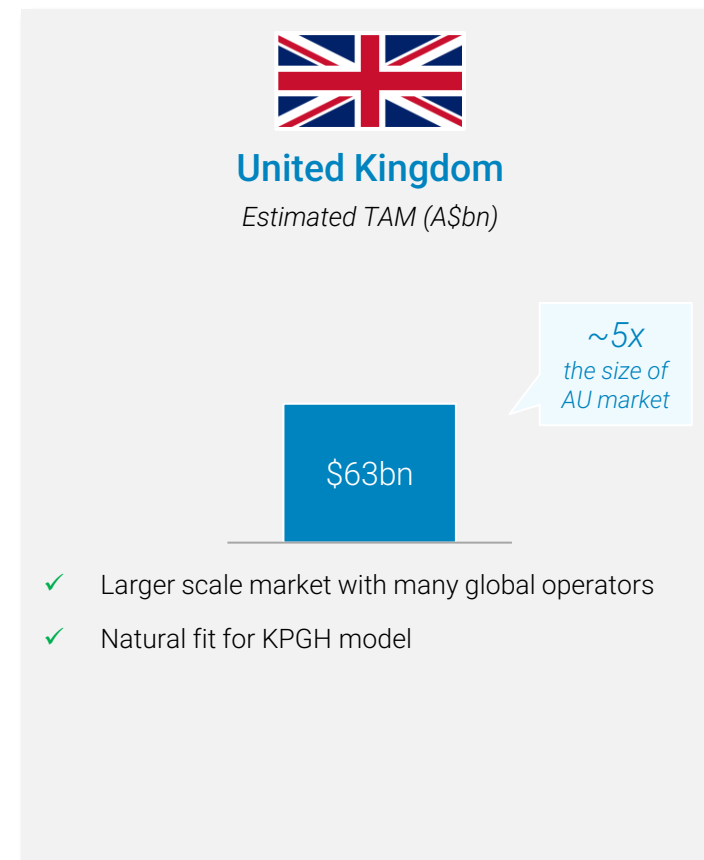 United Kingdom
Estimated TAM (A$bn)
~5x
the size of
AU market
$63bn
✓ Larger scale market with many global operators
✓ Natural fit for KPGH model